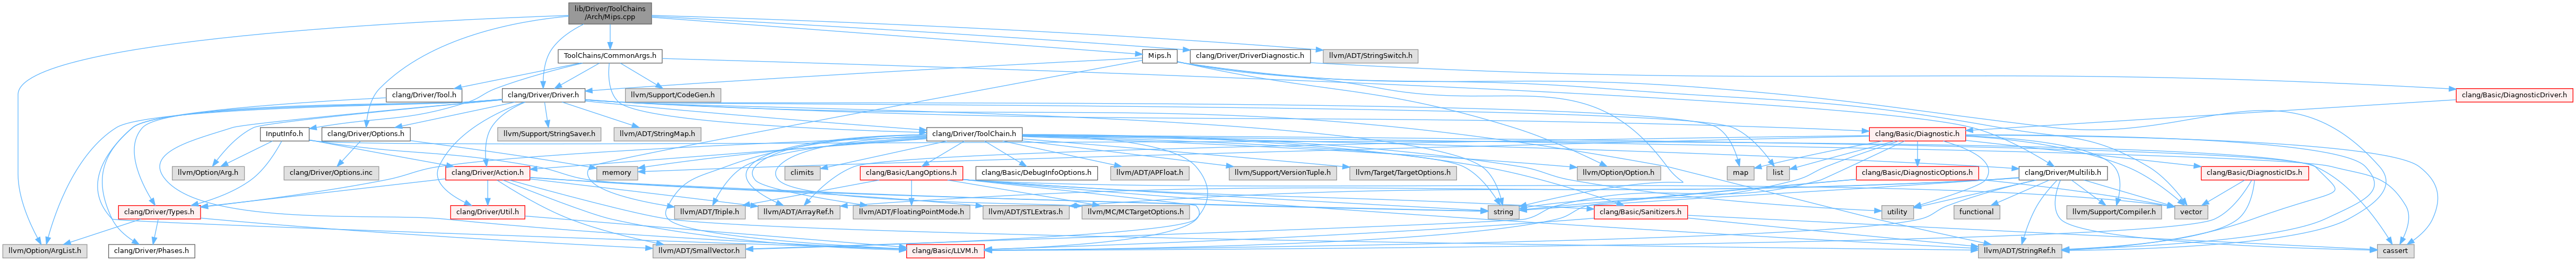 lib/Driver/ToolChains
/Arch/Mips.cpp
ToolChains/CommonArgs.h
Mips.h
clang/Driver/DriverDiagnostic.h
llvm/ADT/StringSwitch.h
clang/Driver/Tool.h
clang/Driver/Driver.h
llvm/Support/CodeGen.h
clang/Basic/DiagnosticDriver.h
InputInfo.h
clang/Driver/Options.h
llvm/Support/StringSaver.h
llvm/ADT/StringMap.h
clang/Driver/ToolChain.h
clang/Basic/Diagnostic.h
llvm/Option/Arg.h
clang/Driver/Options.inc
clang/Driver/Action.h
memory
climits
clang/Basic/LangOptions.h
clang/Basic/DebugInfoOptions.h
llvm/ADT/APFloat.h
llvm/Support/VersionTuple.h
llvm/Target/TargetOptions.h
llvm/Option/Option.h
map
list
clang/Basic/DiagnosticOptions.h
clang/Driver/Multilib.h
clang/Basic/DiagnosticIDs.h
clang/Driver/Types.h
clang/Driver/Util.h
llvm/ADT/Triple.h
llvm/ADT/ArrayRef.h
llvm/ADT/FloatingPointMode.h
llvm/ADT/STLExtras.h
llvm/MC/MCTargetOptions.h
string
clang/Basic/Sanitizers.h
utility
functional
llvm/Support/Compiler.h
vector
llvm/Option/ArgList.h
clang/Driver/Phases.h
llvm/ADT/SmallVector.h
clang/Basic/LLVM.h
llvm/ADT/StringRef.h
cassert